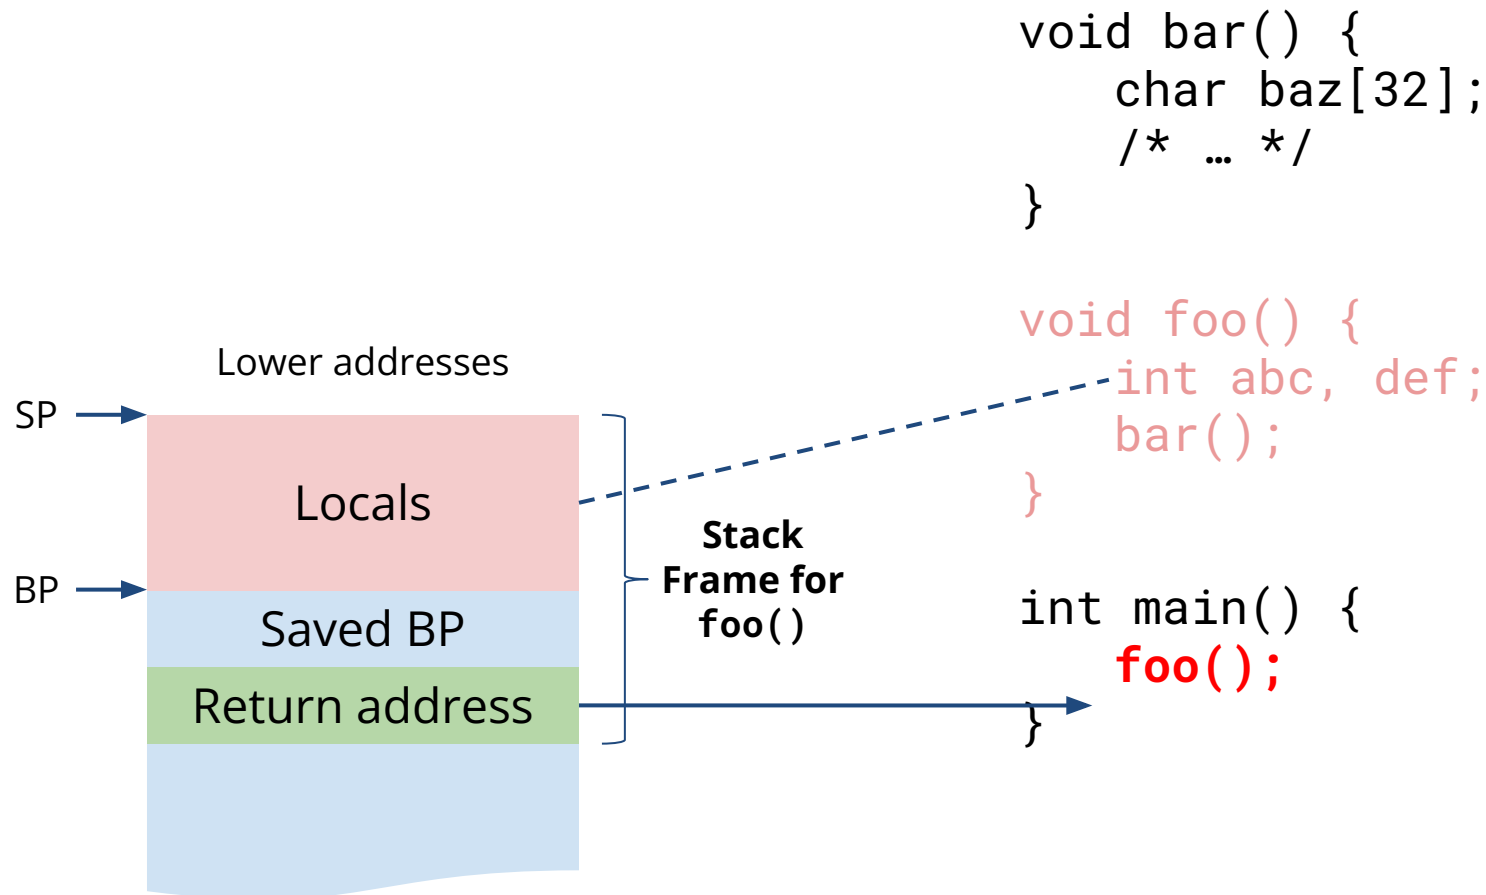 void bar() {
char baz[32];
/* … */
}
void foo() {
int abc, def;
bar();
}
int main() {
foo();
}
Lower addresses
SP
Locals
BP
Saved BP
Return address
Stack
Frame for
foo()